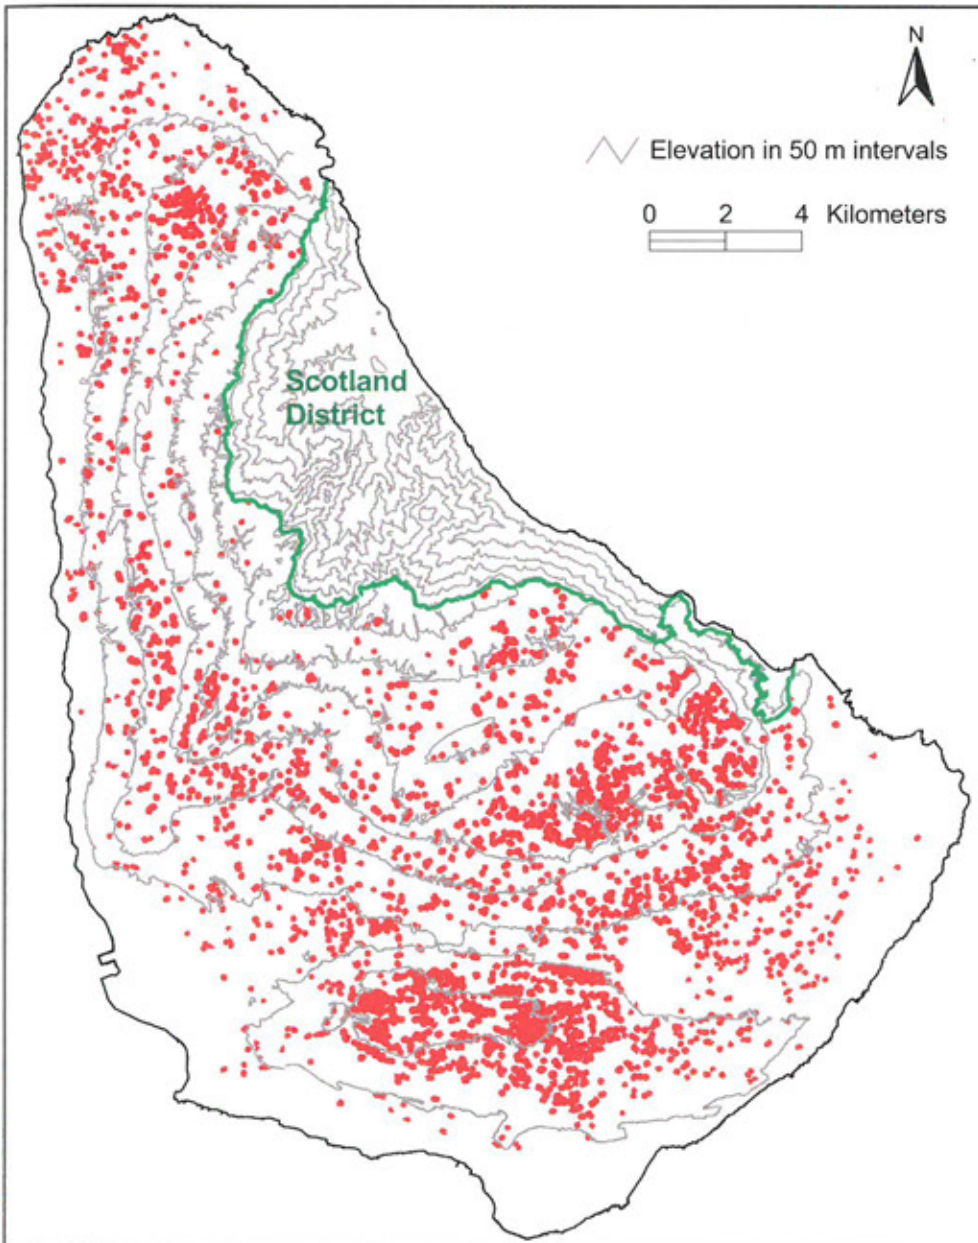 N
Elevation in 50 m intervals
0 2 4 Kilometers
Scotland
District